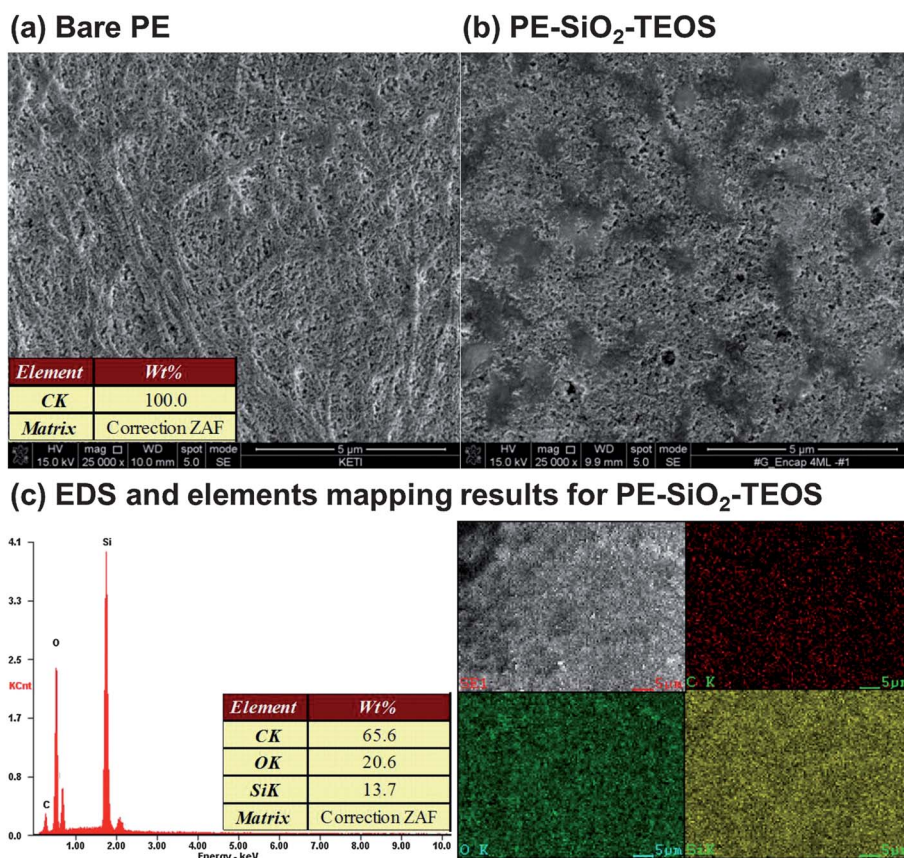 (a) Bare PE
(b) PE-SiO₂-TEOS
Element Wt%
CK 100.0
Matrix Correction ZAF
HV mag WD spot mode 5 µm
15.0 kV 25 000 x 10.0 mm 5.0 SE KETI
HV mag WD spot mode 5 µm
15.0 kV 25 000 x 9.9 mm 5.0 SE #G_Encap 4ML -#1
(c) EDS and elements mapping results for PE-SiO₂-TEOS
4.1
3.3
2.5
KCnt
1.7
0.8
0.0
C
O
Si
1.00 2.00 3.00 4.00 5.00 6.00 7.00 8.00 9.00 10.0
Energy - keV
Element Wt%
CK 65.6
OK 20.6
SiK 13.7
Matrix Correction ZAF
5µm
C K 5µm
O K 5µm
SiK 5µm